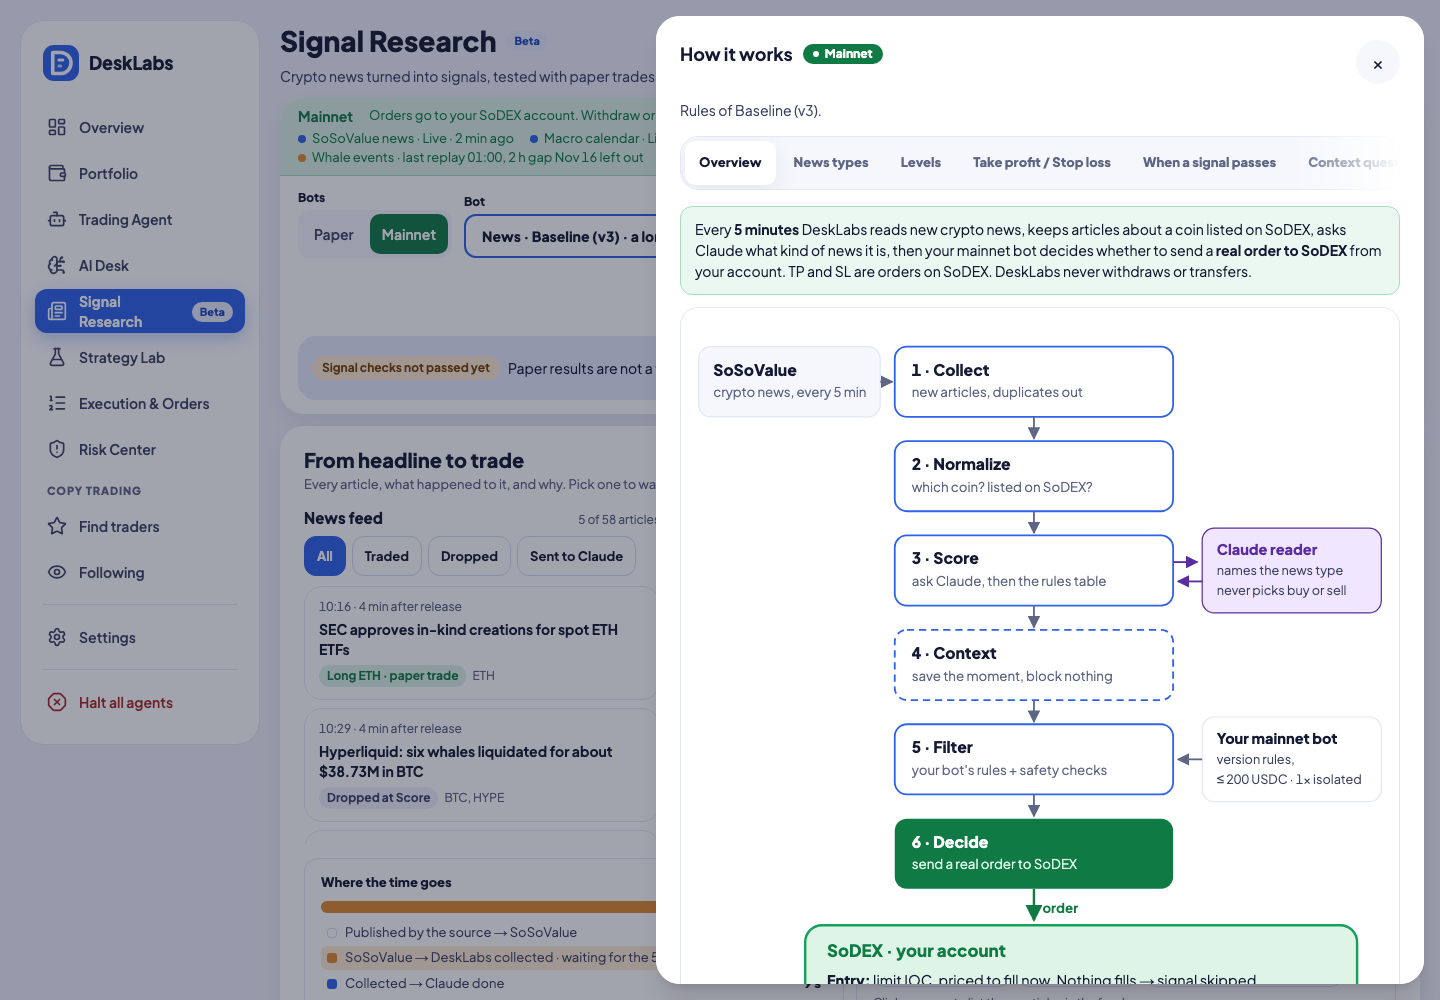 DeskLabs
Overview
Portfolio
Trading Agent
AI Desk
Signal Research
Beta
Strategy Lab
Execution & Orders
Risk Center
COPY TRADING
Find traders
Following
Settings
Halt all agents
Signal Research
Beta
Crypto news turned into signals, tested with paper trades
Mainnet Orders go to your SoDEX account. Withdraw or
SoSoValue news · Live · 2 min ago Macro calendar · Li
Whale events · last replay 01:00, 2 h gap Nov 16 left out
Bots
Paper
Mainnet
Bot
News · Baseline (v3) · a lo
Signal checks not passed yet
Paper results are not a
From headline to trade
Every article, what happened to it, and why. Pick one to wa
News feed
5 of 58 articles
All
Traded
Dropped
Sent to Claude
10:16 · 4 min after release
SEC approves in-kind creations for spot ETH
ETFs
Long ETH · paper trade
ETH
10:29 · 4 min after release
Hyperliquid: six whales liquidated for about
$38.73M in BTC
Dropped at Score
BTC, HYPE
Where the time goes
Published by the source → SoSoValue
SoSoValue → DeskLabs collected · waiting for the 5
Collected → Claude done
How it works
Mainnet
×
Rules of Baseline (v3).
Overview
News types
Levels
Take profit / Stop loss
When a signal passes
Context ques
Every 5 minutes DeskLabs reads new crypto news, keeps articles about a coin listed on SoDEX, asks
Claude what kind of news it is, then your mainnet bot decides whether to send a real order to SoDEX from
your account. TP and SL are orders on SoDEX. DeskLabs never withdraws or transfers.
SoSoValue
crypto news, every 5 min
1 · Collect
new articles, duplicates out
2 · Normalize
which coin? listed on SoDEX?
3 · Score
ask Claude, then the rules table
Claude reader
names the news type
never picks buy or sell
4 · Context
save the moment, block nothing
5 · Filter
your bot's rules + safety checks
Your mainnet bot
version rules,
≤ 200 USDC · 1× isolated
6 · Decide
send a real order to SoDEX
order
SoDEX · your account
Entry: limit IOC, priced to fill now. Nothing fills → signal skipped